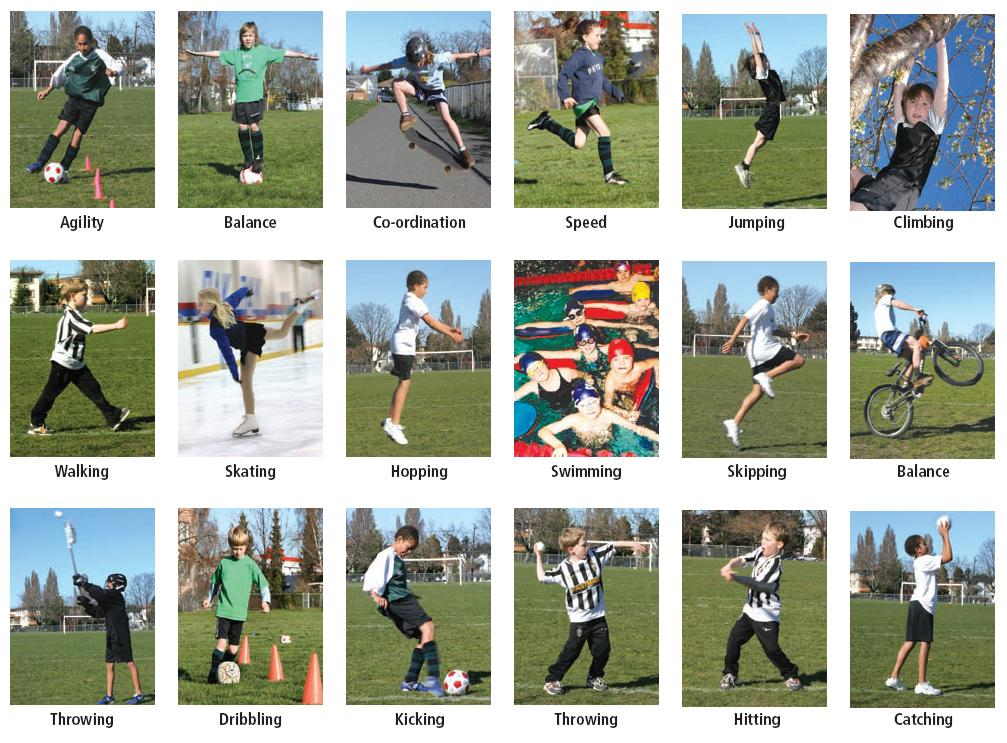 Agility
Balance
Co-ordination
Speed
Jumping
Climbing
Walking
Skating
Hopping
Swimming
Skipping
Balance
Throwing
Dribbling
Kicking
Throwing
Hitting
Catching